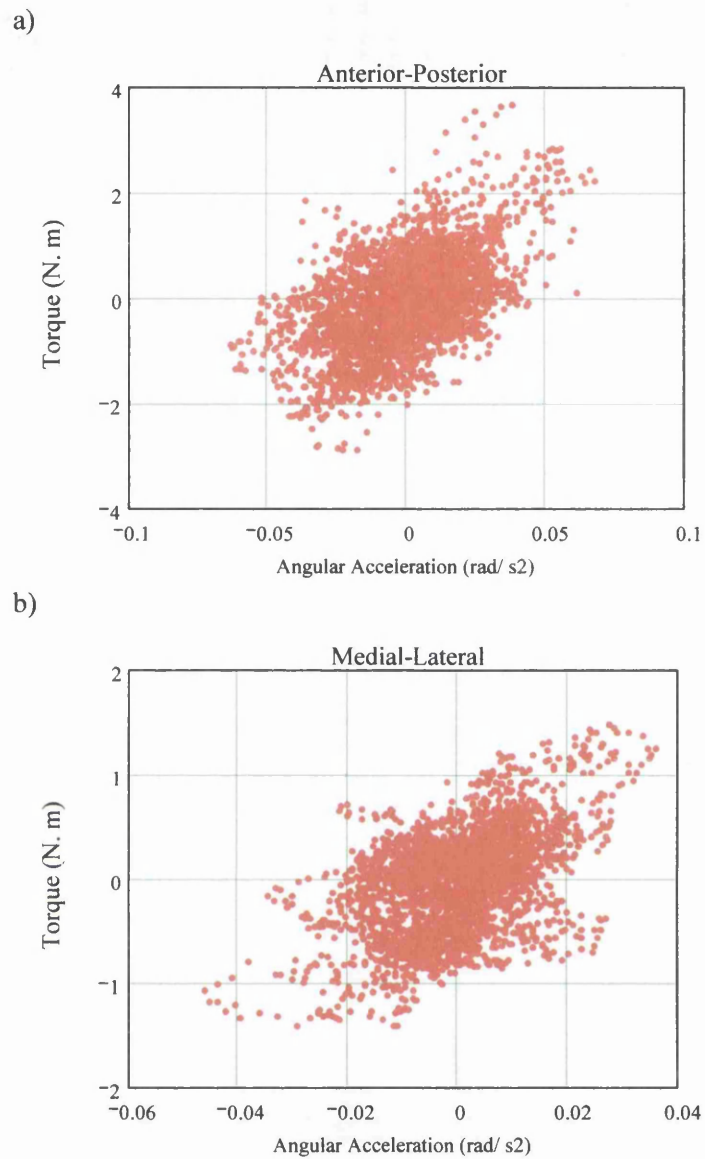 a)
Anterior-Posterior
4
2
0
−2
−4
Torque (N. m)
−0.1 −0.05 0 0.05 0.1
Angular Acceleration (rad/ s2)
b)
Medial-Lateral
2
1
0
−1
−2
Torque (N. m)
−0.06 −0.04 −0.02 0 0.02 0.04
Angular Acceleration (rad/ s2)